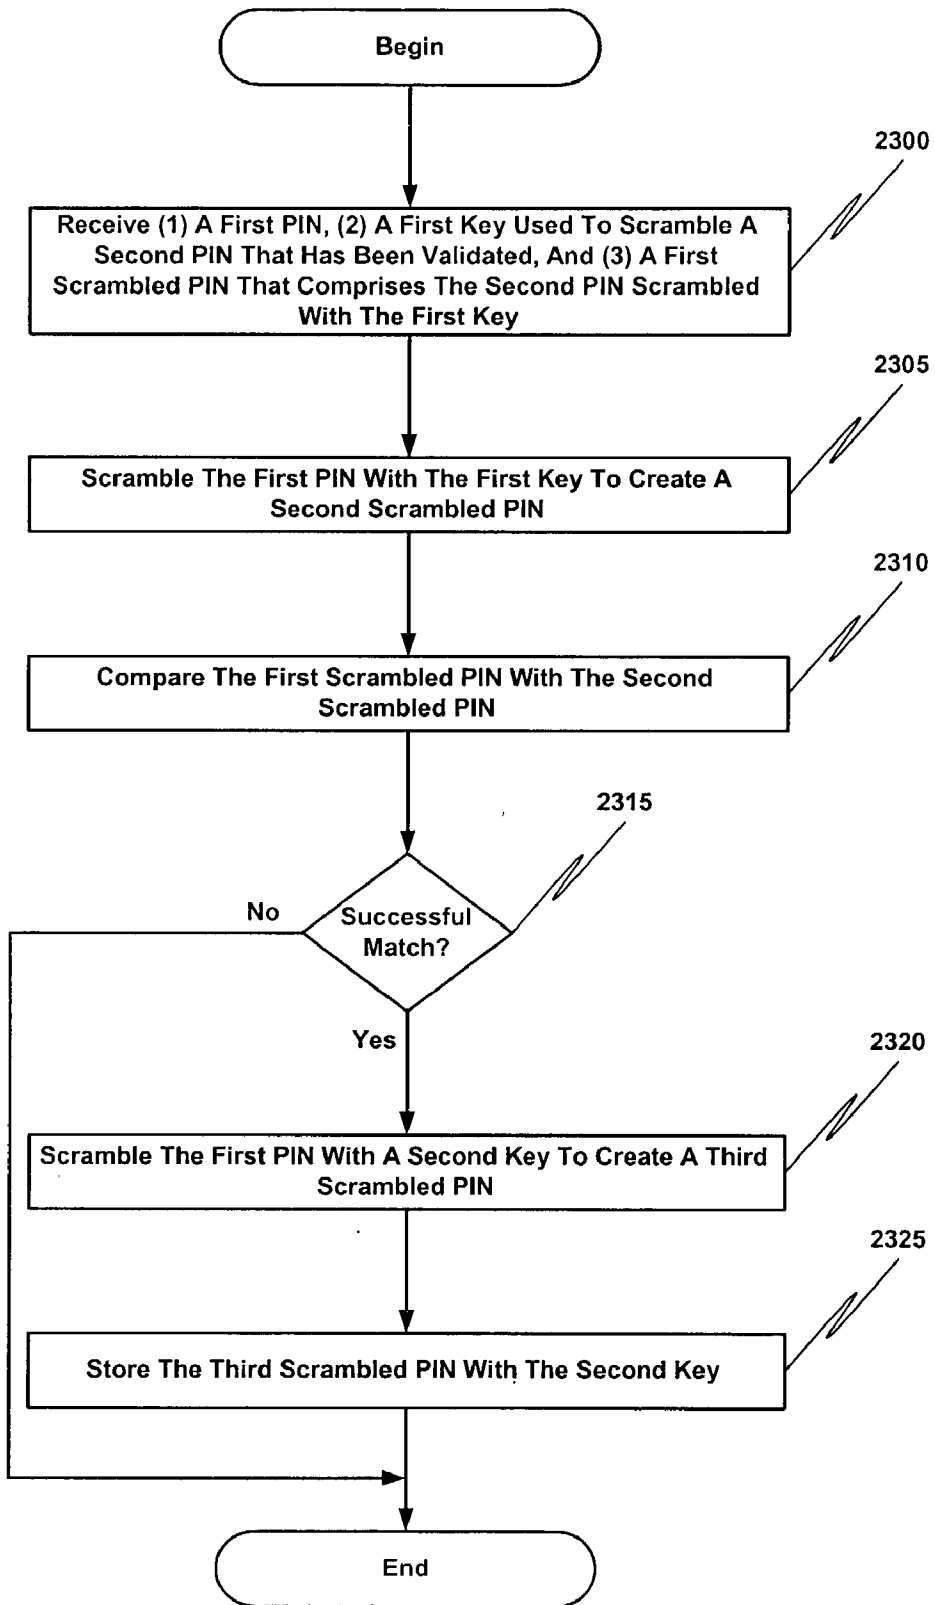 Begin
2300
Receive (1) A First PIN, (2) A First Key Used To Scramble A
Second PIN That Has Been Validated, And (3) A First
Scrambled PIN That Comprises The Second PIN Scrambled
With The First Key
2305
Scramble The First PIN With The First Key To Create A
Second Scrambled PIN
2310
Compare The First Scrambled PIN With The Second
Scrambled PIN
2315
No
Successful
Match?
Yes
2320
Scramble The First PIN With A Second Key To Create A Third
Scrambled PIN
2325
Store The Third Scrambled PIN With The Second Key
End